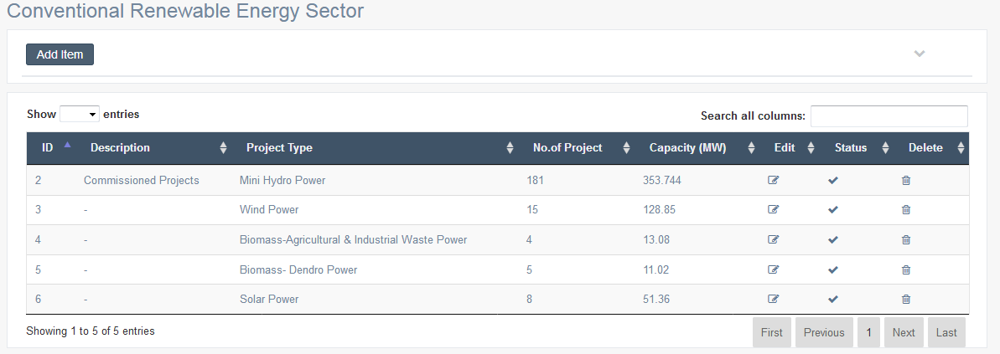 Conventional Renewable Energy Sector
Add Item
Show entries
Search all columns:
ID Description Project Type No.of Project Capacity (MW) Edit Status Delete
2 Commissioned Projects Mini Hydro Power 181 353.744
3 - Wind Power 15 128.85
4 - Biomass-Agricultural & Industrial Waste Power 4 13.08
5 - Biomass- Dendro Power 5 11.02
6 - Solar Power 8 51.36
Showing 1 to 5 of 5 entries
First Previous 1 Next Last